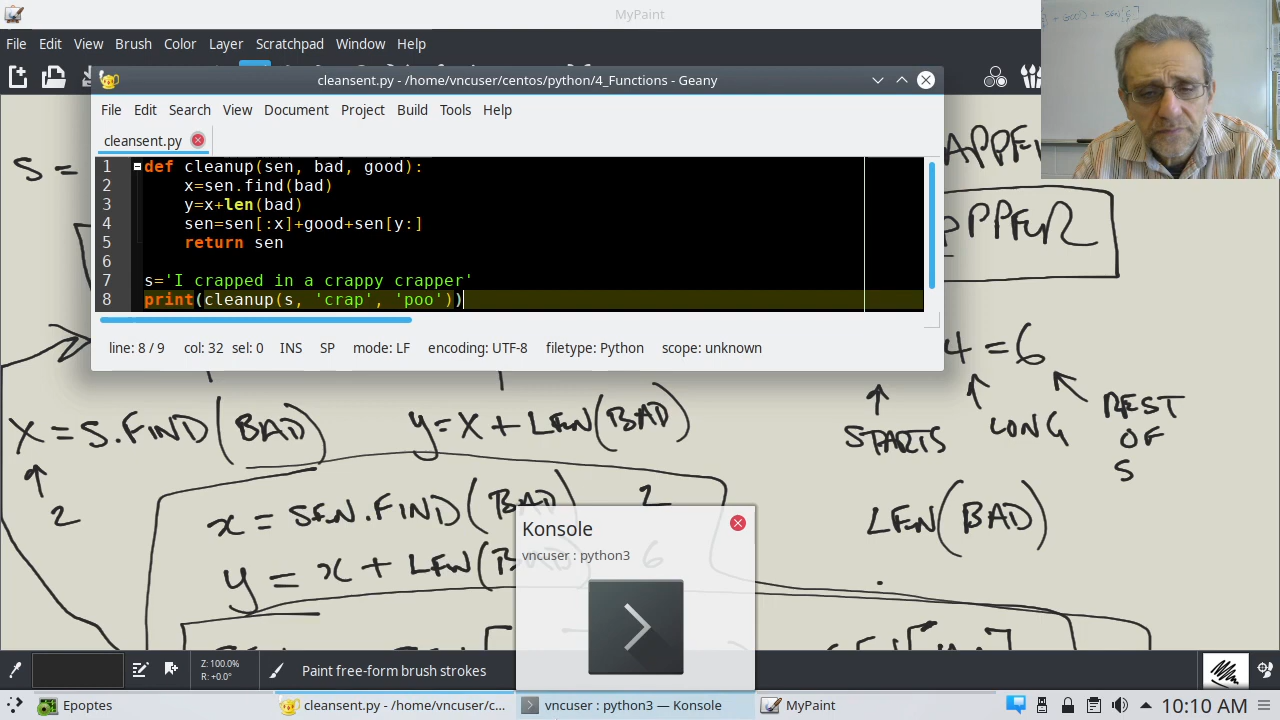 MyPaint
File Edit View Brush Color Layer Scratchpad Window Help
cleansent.py - /home/vncuser/centos/python/4_Functions - Geany
File Edit Search View Document Project Build Tools Help
cleansent.py
1 def cleanup(sen, bad, good):
2 x=sen.find(bad)
3 y=x+len(bad)
4 sen=sen[:x]+good+sen[y:]
5 return sen
6
7 s='I crapped in a crappy crapper'
8 print(cleanup(s, 'crap', 'poo'))
line: 8 / 9 col: 32 sel: 0 INS SP mode: LF encoding: UTF-8 filetype: Python scope: unknown
S =
4 = 6
STARTS LONG REST
OF
S
X = S.FIND(BAD) Y = X + LEN(BAD)
2
x = SEN.FIND(BAD) 2
y = x + LEN(BAD) 6
LEN(BAD)
Konsole
vncuser : python3
Z: 100.0%
R: +0.0°
Paint free-form brush strokes
Epoptes
cleansent.py - /home/vncuser/c...
vncuser : python3 — Konsole
MyPaint
10:10 AM